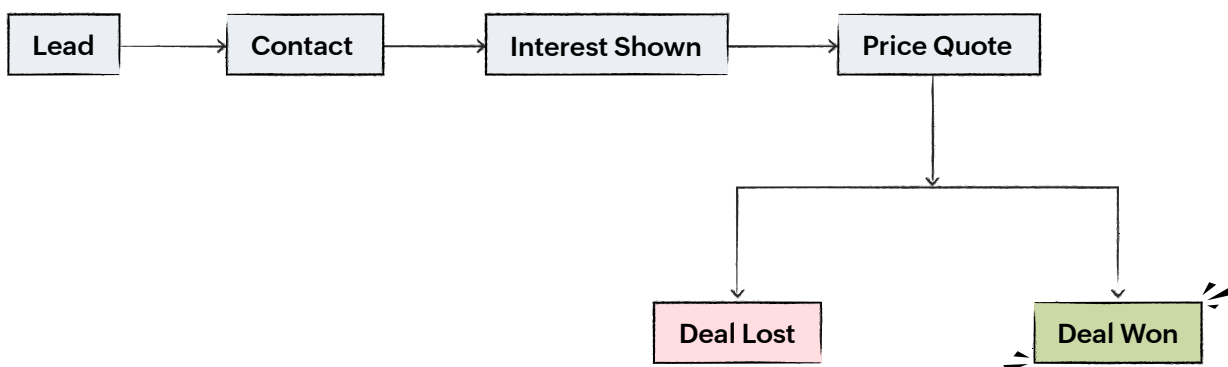 Lead
Contact
Interest Shown
Price Quote
Deal Lost
Deal Won